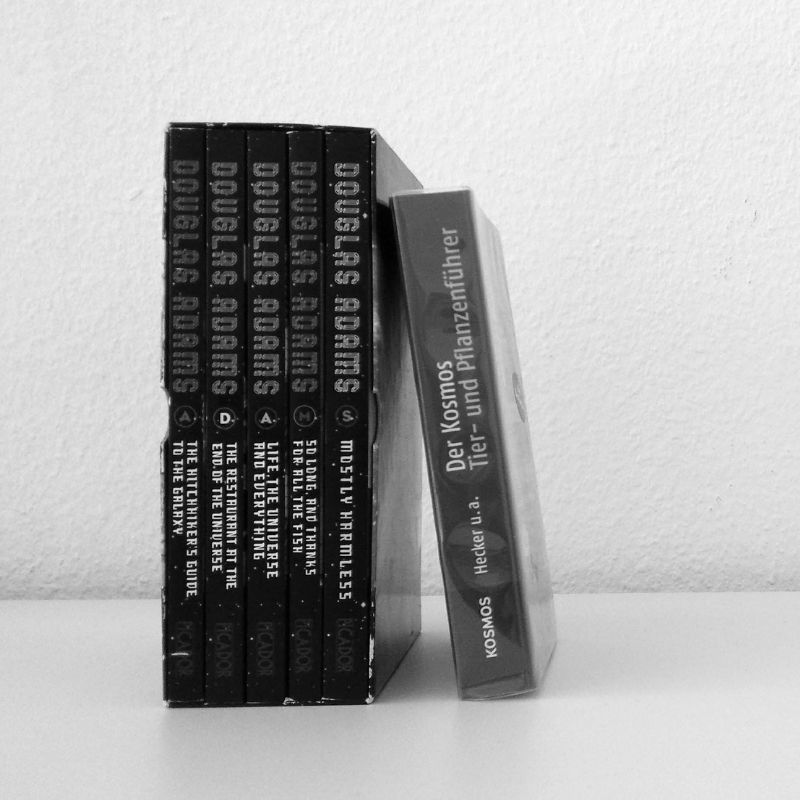 DOUGLAS ADAMS
A
THE HITCHHIKER'S GUIDE
TO THE GALAXY
PICADOR
DOUGLAS ADAMS
D
THE RESTAURANT AT THE
END OF THE UNIVERSE
PICADOR
DOUGLAS ADAMS
A
LIFE, THE UNIVERSE
AND EVERYTHING
PICADOR
DOUGLAS ADAMS
M
SO LONG, AND THANKS
FOR ALL THE FISH
PICADOR
DOUGLAS ADAMS
S
MOSTLY HARMLESS
PICADOR
Der Kosmos
Tier- und Pflanzenführer
Hecker u.a.
KOSMOS